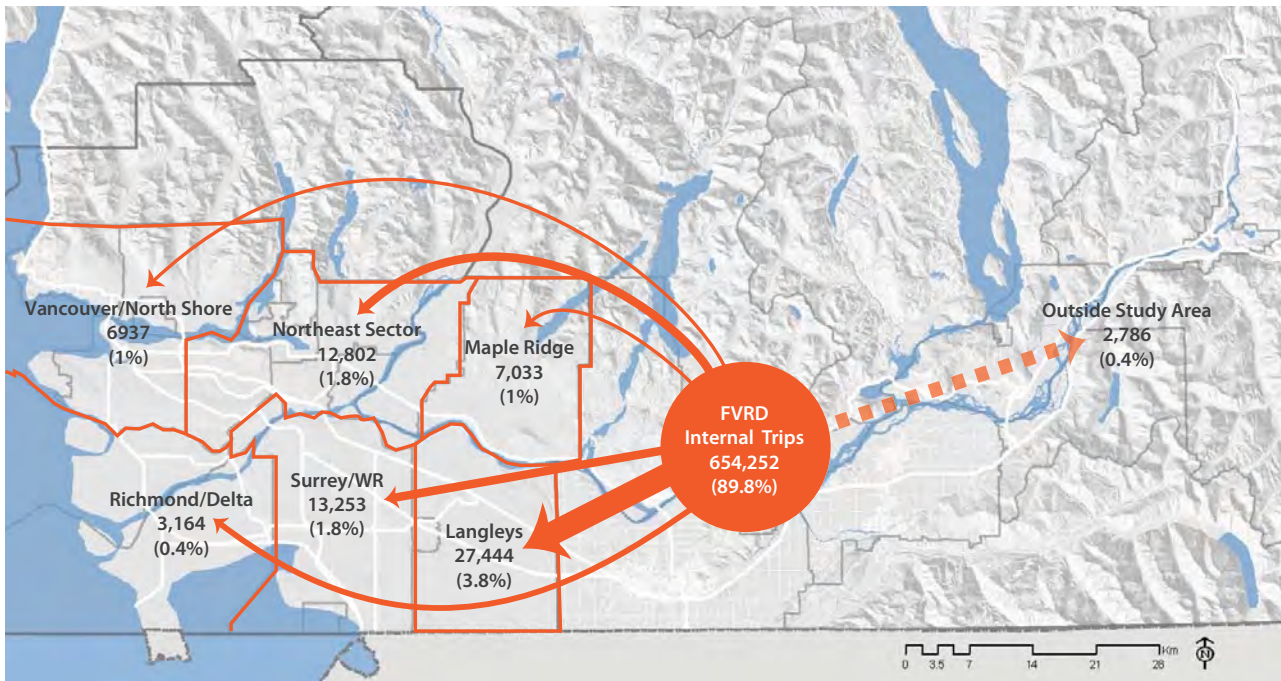 Vancouver/North Shore
6937
(1%)
Northeast Sector
12,802
(1.8%)
Maple Ridge
7,033
(1%)
Outside Study Area
2,786
(0.4%)
FVRD
Internal Trips
654,252
(89.8%)
Richmond/Delta
3,164
(0.4%)
Surrey/WR
13,253
(1.8%)
Langleys
27,444
(3.8%)
Km
0 3.5 7 14 21 28
N